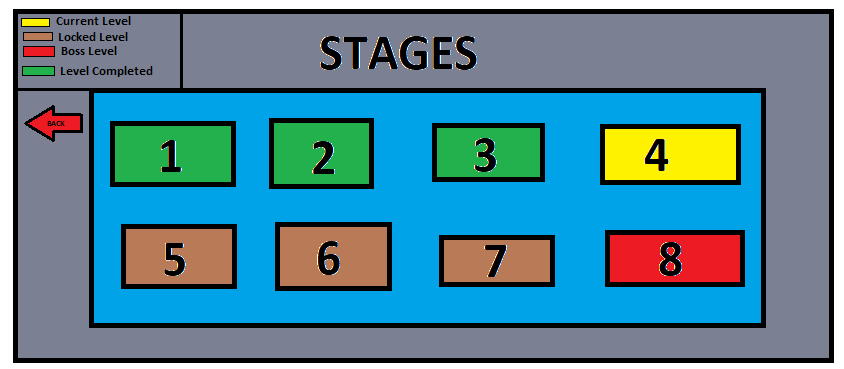 Current Level
Locked Level
Boss Level
Level Completed
STAGES
BACK
1 2 3 4
5 6 7 8